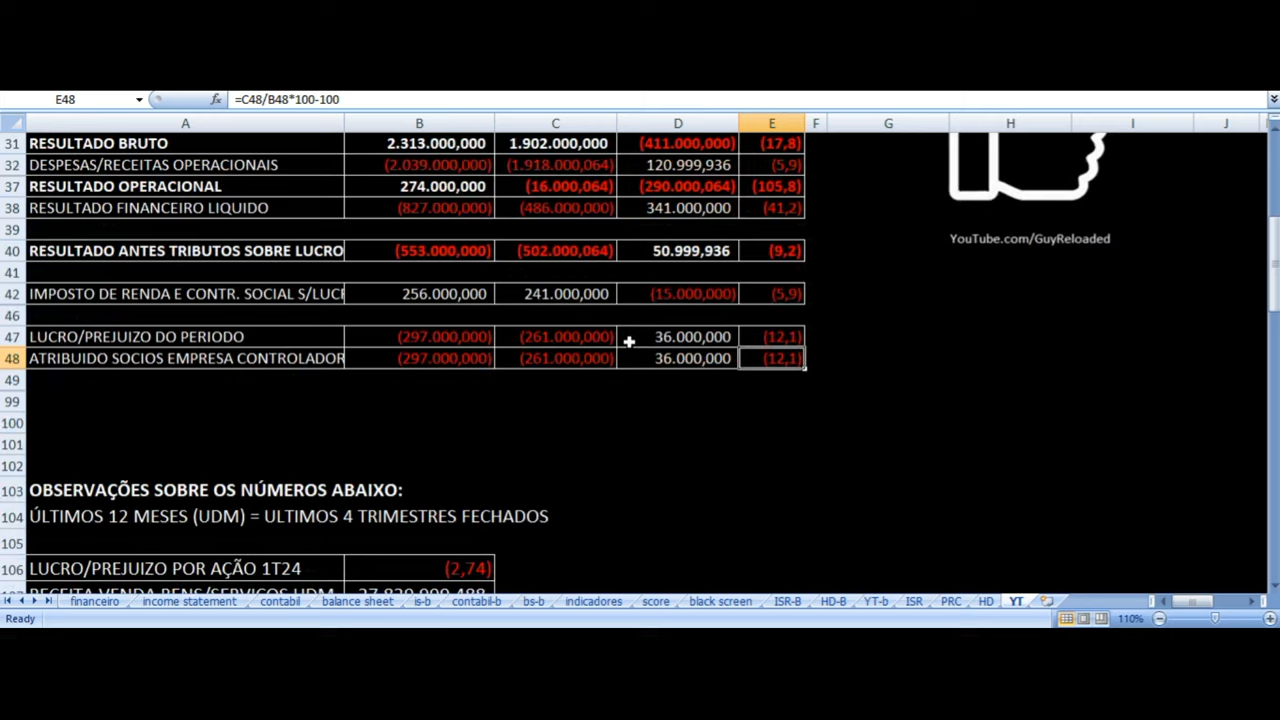 E48 fx =C48/B48*100-100
A B C D E F G H I J
31 RESULTADO BRUTO 2.313.000,000 1.902.000,000 (411.000,000) (17,8)
32 DESPESAS/RECEITAS OPERACIONAIS (2.039.000,000) (1.918.000,064) 120.999,936 (5,9)
37 RESULTADO OPERACIONAL 274.000,000 (16.000,064) (290.000,064) (105,8)
38 RESULTADO FINANCEIRO LIQUIDO (827.000,000) (486.000,000) 341.000,000 (41,2)
YouTube.com/GuyReloaded
39
40 RESULTADO ANTES TRIBUTOS SOBRE LUCRO (553.000,000) (502.000,064) 50.999,936 (9,2)
41
42 IMPOSTO DE RENDA E CONTR. SOCIAL S/LUCR 256.000,000 241.000,000 (15.000,000) (5,9)
46
47 LUCRO/PREJUIZO DO PERIODO (297.000,000) (261.000,000) 36.000,000 (12,1)
48 ATRIBUIDO SOCIOS EMPRESA CONTROLADOR (297.000,000) (261.000,000) 36.000,000 (12,1)
49
99
100
101
102
103 OBSERVAÇÕES SOBRE OS NÚMEROS ABAIXO:
104 ÚLTIMOS 12 MESES (UDM) = ULTIMOS 4 TRIMESTRES FECHADOS
105
106 LUCRO/PREJUIZO POR AÇÃO 1T24 (2,74)
financeiro income statement contabil balance sheet is-b contabil-b bs-b indicadores score black screen ISR-B HD-B YT-b ISR PRC HD YT
Ready 110%